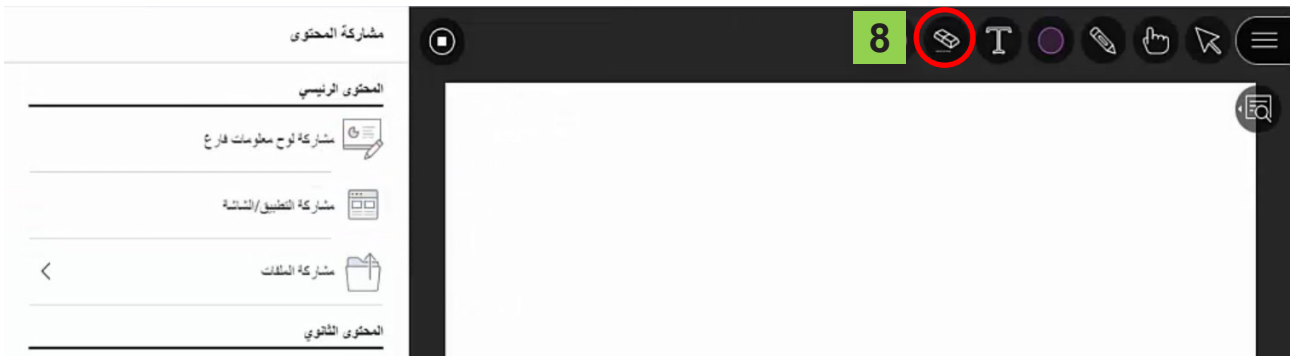 مشاركة المحتوى
8
T
المحتوى الرئيسي
مشاركة لوح معلومات فارغ
مشاركة التطبيق/الشاشة
مشاركة الملفات
المحتوى الثانوي